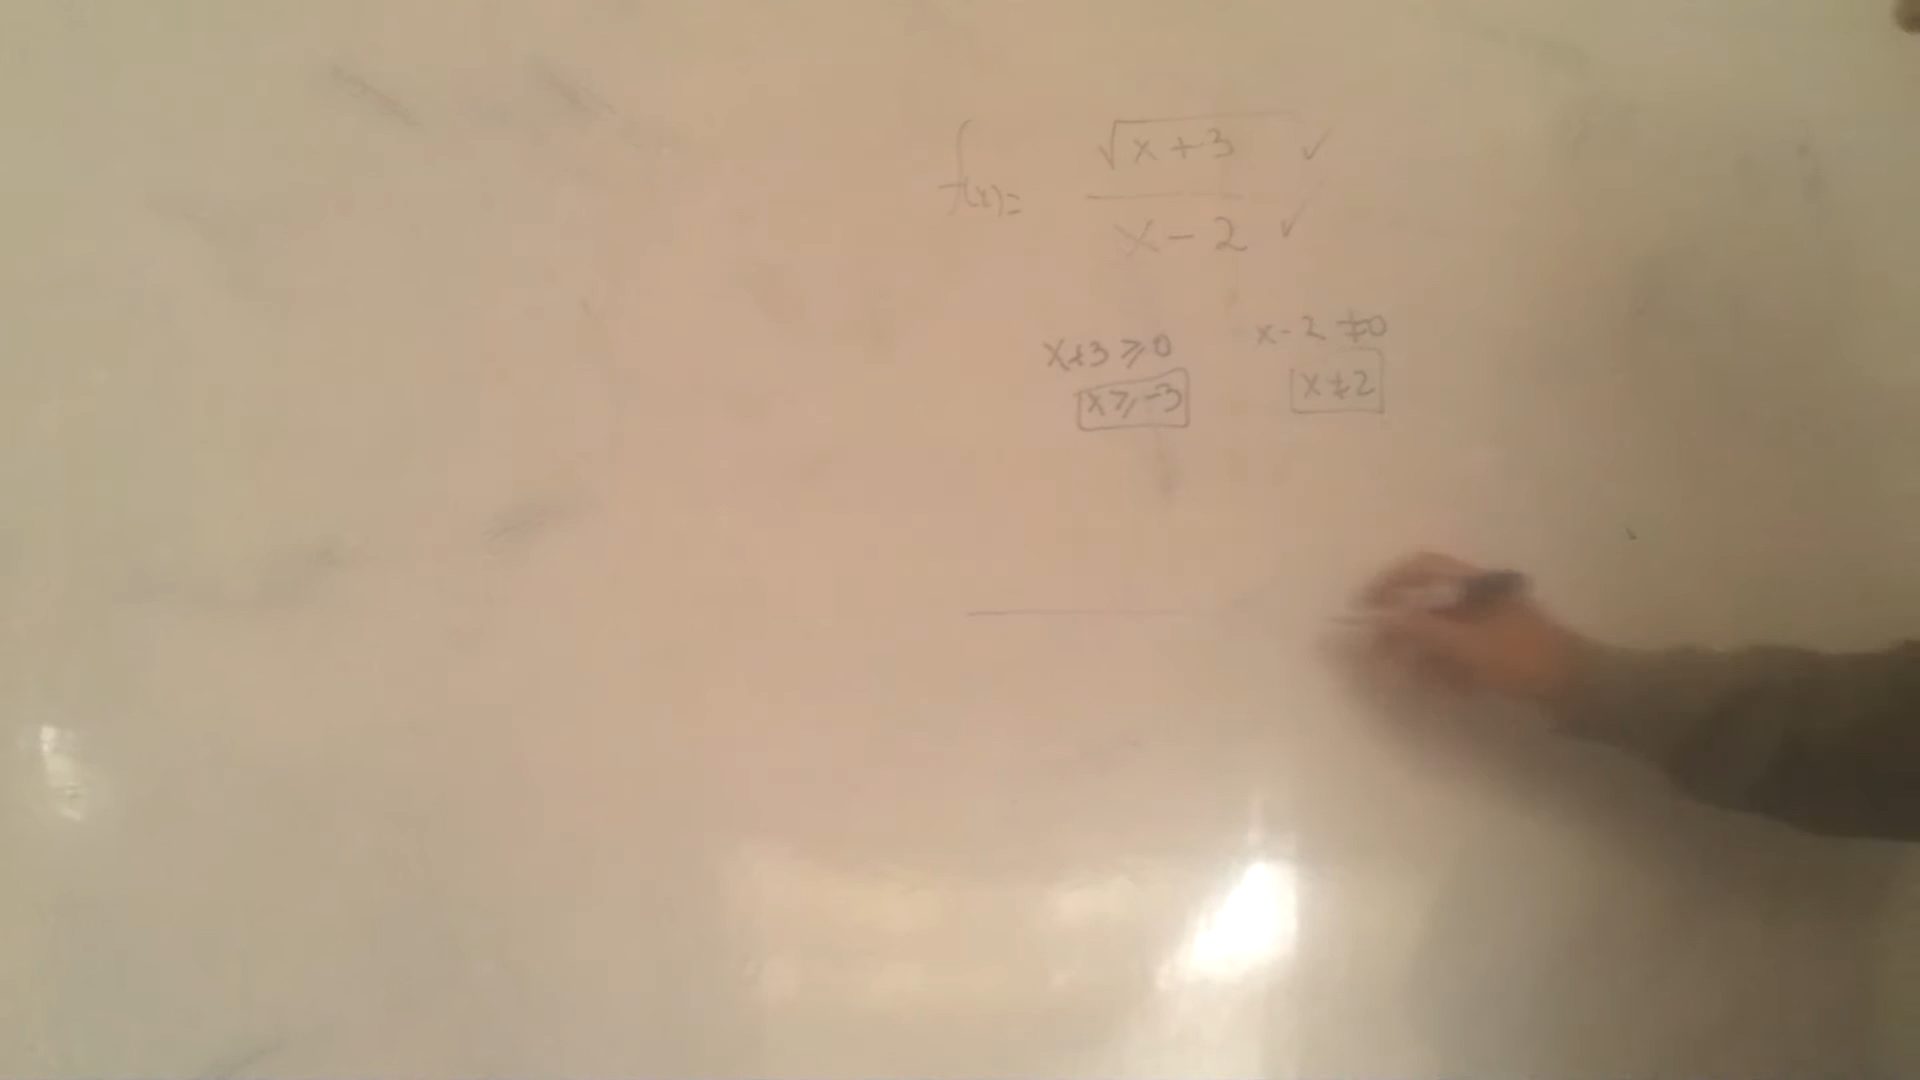 f(x)= √x+3 ✓
x-2 ✓
x+3 ≥ 0 x-2 ≠0
x≥-3 x≠2